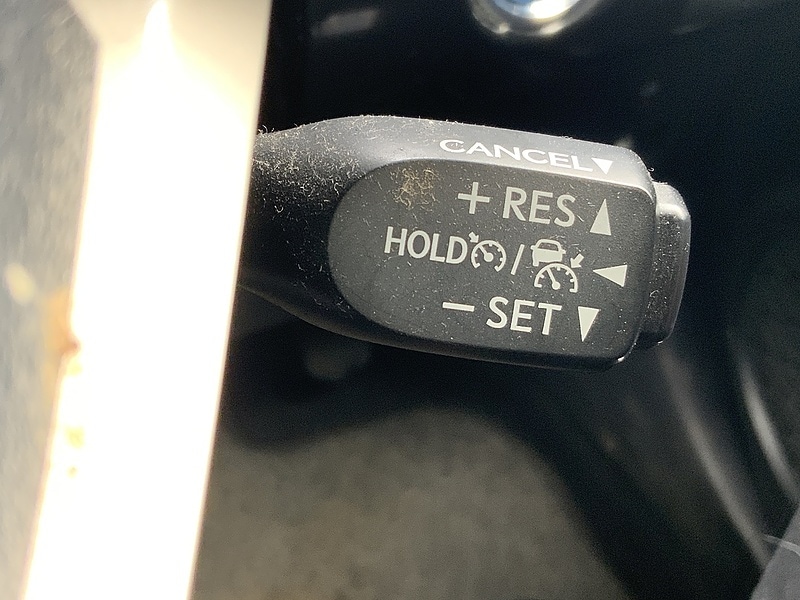 CANCEL▼
+ RES ▲
HOLD / ◀
− SET ▼